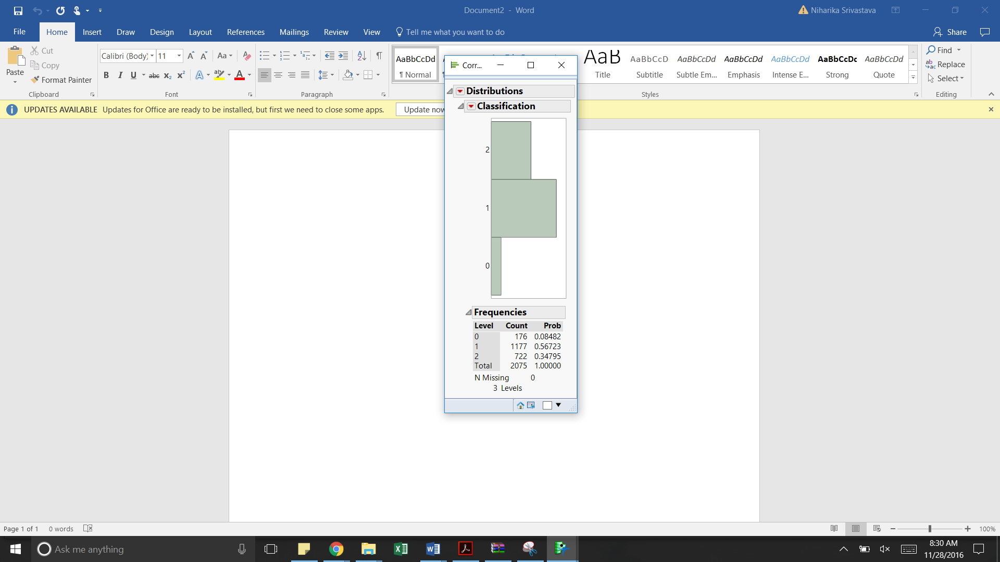 Document2 - Word
Niharika Srivastava
File Home Insert Draw Design Layout References Mailings Review View Tell me what you want to do
Share
Paste
Cut
Copy
Format Painter
Clipboard
Calibri (Body) 11
Aa
B I U abc x₂ x² A ab A
Font
Paragraph
AaBbCcDd
¶ Normal
AaB
Title
AaBbCcD
Subtitle
AaBbCcDd
Subtle Em...
AaBbCcDd
Emphasis
AaBbCcDd
Intense E...
AaBbCcDc
Strong
AaBbCcDd
Quote
Styles
Find
Replace
Select
Editing
UPDATES AVAILABLE Updates for Office are ready to be installed, but first we need to close some apps. Update now
Corr...
Distributions
Classification
2
1
0
Frequencies
Level Count Prob
0 176 0.08482
1 1177 0.56723
2 722 0.34795
Total 2075 1.00000
N Missing 0
3 Levels
Page 1 of 1 0 words
100%
Ask me anything
8:30 AM
11/28/2016